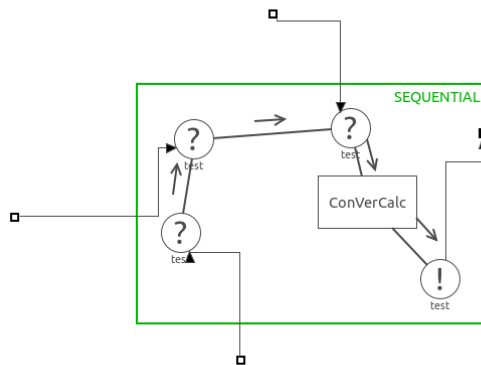 SEQUENTIAL
?
test
?
test
ConVerCalc
?
test
!
test